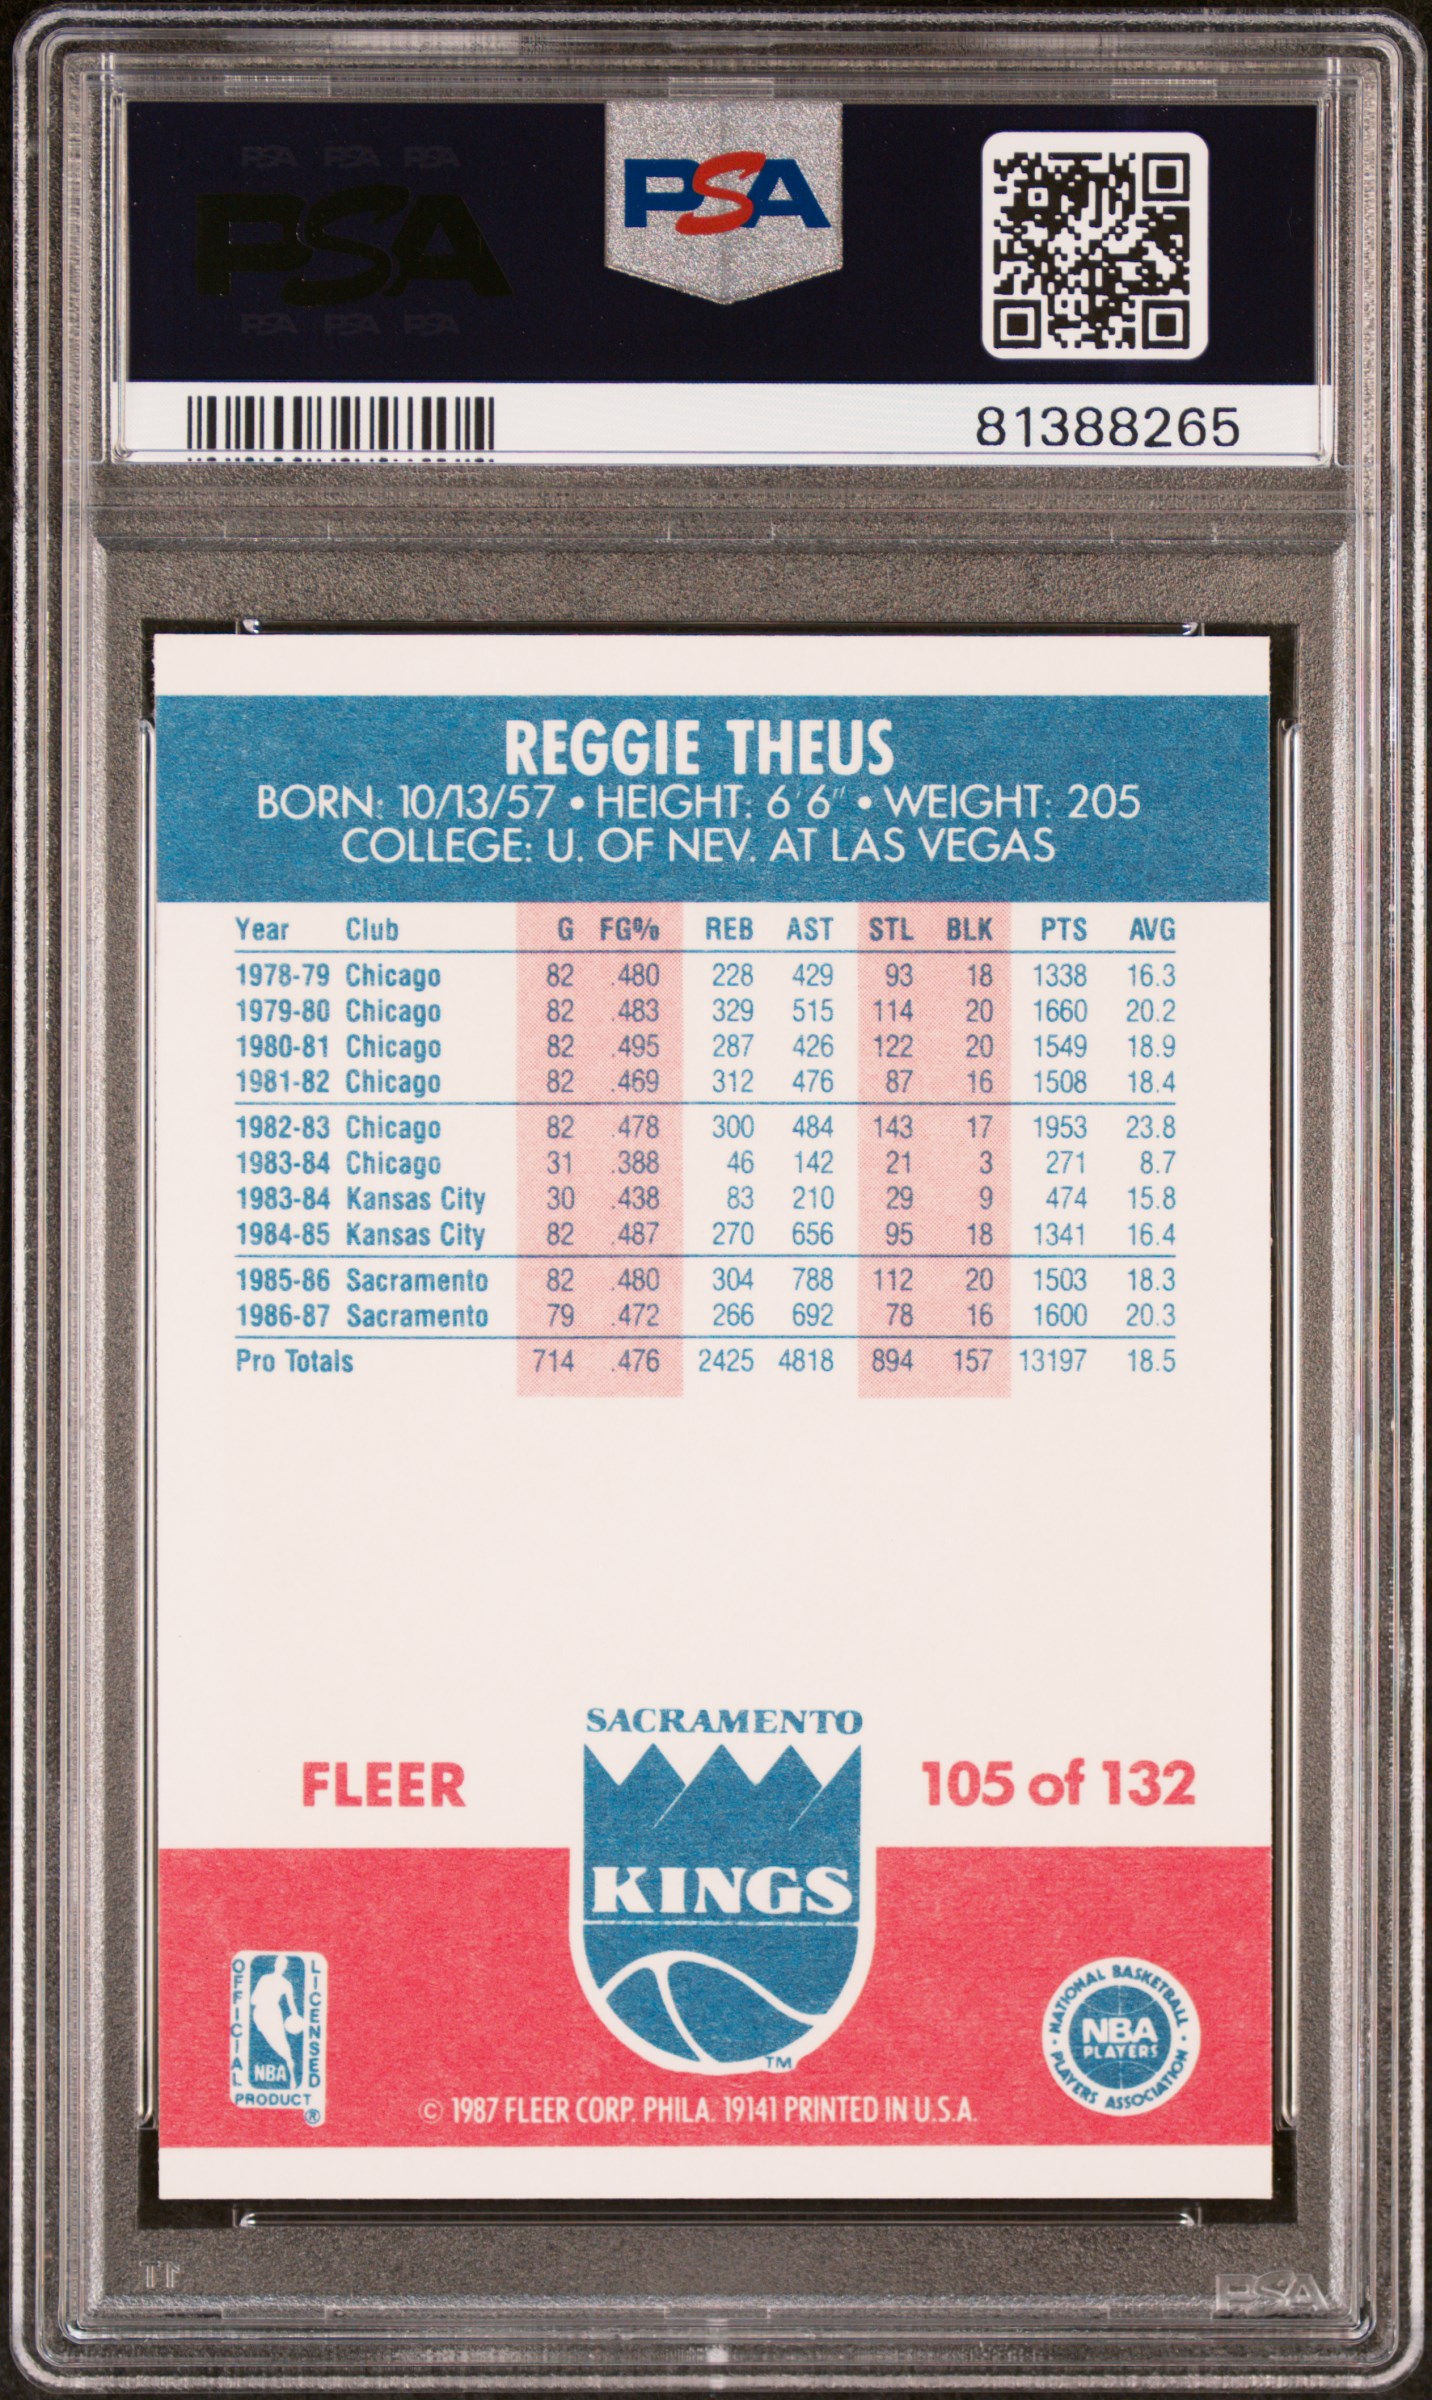 PSA PSA PSA
PSA
PSA PSA PSA
PSA
81388265
REGGIE THEUS
BORN: 10/13/57 • HEIGHT: 6'6" • WEIGHT: 205
COLLEGE: U. OF NEV. AT LAS VEGAS
Year Club G FG% REB AST STL BLK PTS AVG
1978-79 Chicago 82 .480 228 429 93 18 1338 16.3
1979-80 Chicago 82 .483 329 515 114 20 1660 20.2
1980-81 Chicago 82 .495 287 426 122 20 1549 18.9
1981-82 Chicago 82 .469 312 476 87 16 1508 18.4
1982-83 Chicago 82 .478 300 484 143 17 1953 23.8
1983-84 Chicago 31 .388 46 142 21 3 271 8.7
1983-84 Kansas City 30 .438 83 210 29 9 474 15.8
1984-85 Kansas City 82 .487 270 656 95 18 1341 16.4
1985-86 Sacramento 82 .480 304 788 112 20 1503 18.3
1986-87 Sacramento 79 .472 266 692 78 16 1600 20.3
Pro Totals 714 .476 2425 4818 894 157 13197 18.5
SACRAMENTO
FLEER
105 of 132
KINGS
TM
OFFICIAL LICENSED
NBA
PRODUCT ®
NATIONAL BASKETBALL
NBA
PLAYERS
PLAYERS ASSOCIATION
© 1987 FLEER CORP. PHILA. 19141 PRINTED IN U.S.A.
PSA